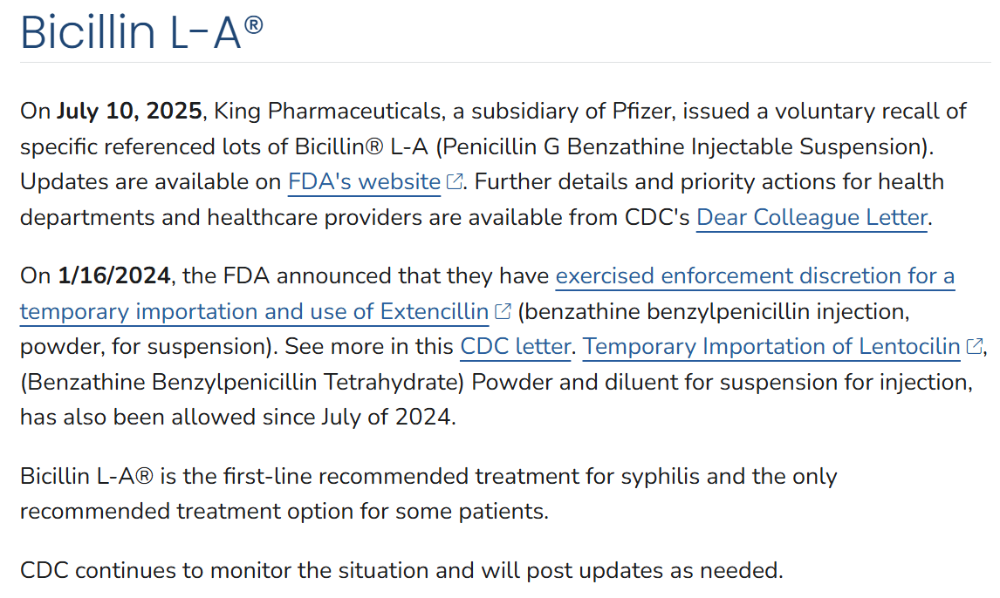 Bicillin L-A®
On July 10, 2025, King Pharmaceuticals, a subsidiary of Pfizer, issued a voluntary recall of
specific referenced lots of Bicillin® L-A (Penicillin G Benzathine Injectable Suspension).
Updates are available on FDA's website. Further details and priority actions for health
departments and healthcare providers are available from CDC's Dear Colleague Letter.
On 1/16/2024, the FDA announced that they have exercised enforcement discretion for a
temporary importation and use of Extencillin (benzathine benzylpenicillin injection,
powder, for suspension). See more in this CDC letter. Temporary Importation of Lentocilin,
(Benzathine Benzylpenicillin Tetrahydrate) Powder and diluent for suspension for injection,
has also been allowed since July of 2024.
Bicillin L-A® is the first-line recommended treatment for syphilis and the only
recommended treatment option for some patients.
CDC continues to monitor the situation and will post updates as needed.